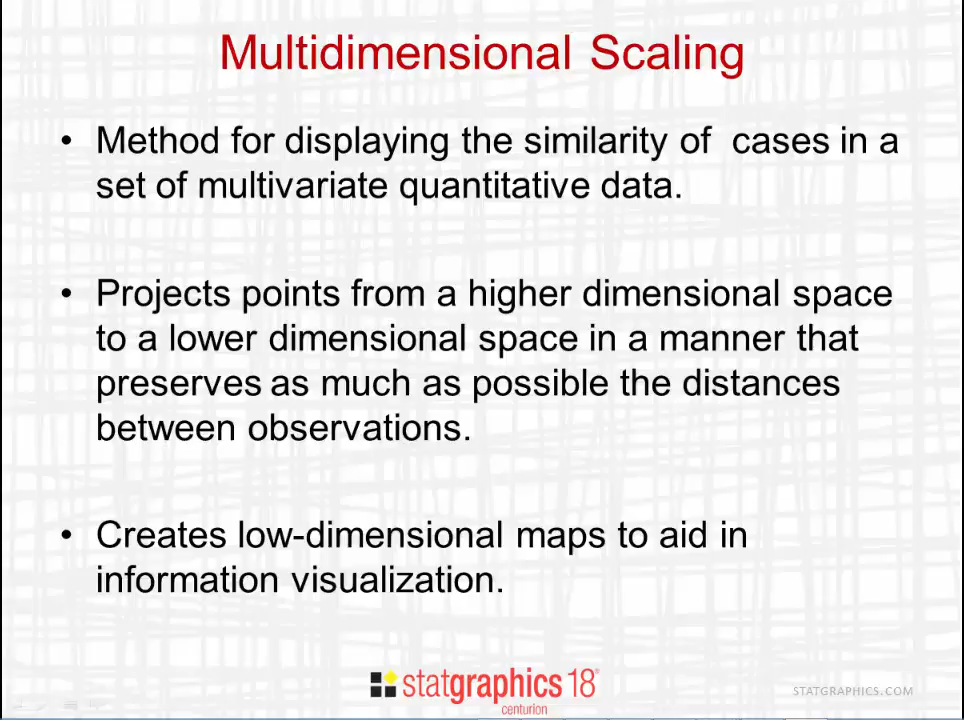 Multidimensional Scaling
• Method for displaying the similarity of  cases in a
set of multivariate quantitative data.
• Projects points from a higher dimensional space
to a lower dimensional space in a manner that
preserves as much as possible the distances
between observations.
• Creates low-dimensional maps to aid in
information visualization.
statgraphics 18®
centurion
STATGRAPHICS.COM